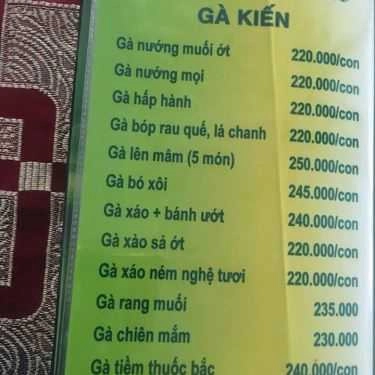 GÀ KIẾN
Gà nướng muối ớt 220.000/con
Gà nướng mọi 220.000/con
Gà hấp hành 220.000/con
Gà bóp rau quế, lá chanh 220.000/con
Gà lên mâm (5 món) 250.000/con
Gà bó xôi 245.000/con
Gà xáo + bánh ướt 240.000/con
Gà xào sả ớt 220.000/con
Gà xáo ném nghệ tươi 220.000/con
Gà rang muối 235.000
Gà chiên mắm 230.000
Gà tiềm thuốc bắc 240.000/con